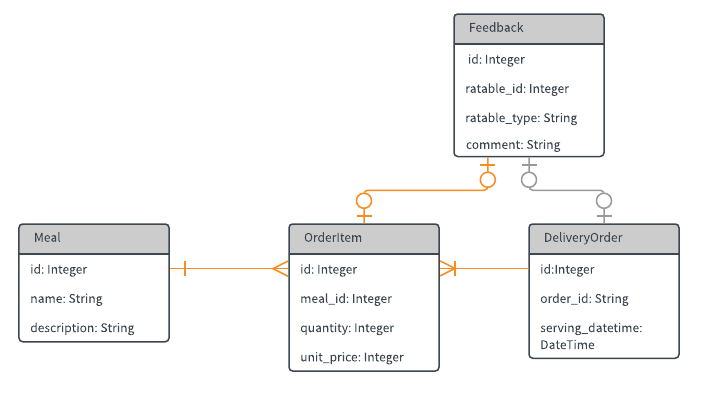 Feedback
id: Integer
ratable_id: Integer
ratable_type: String
comment: String
Meal
id: Integer
name: String
description: String
OrderItem
id: Integer
meal_id: Integer
quantity: Integer
unit_price: Integer
DeliveryOrder
id:Integer
order_id: String
serving_datetime:
DateTime